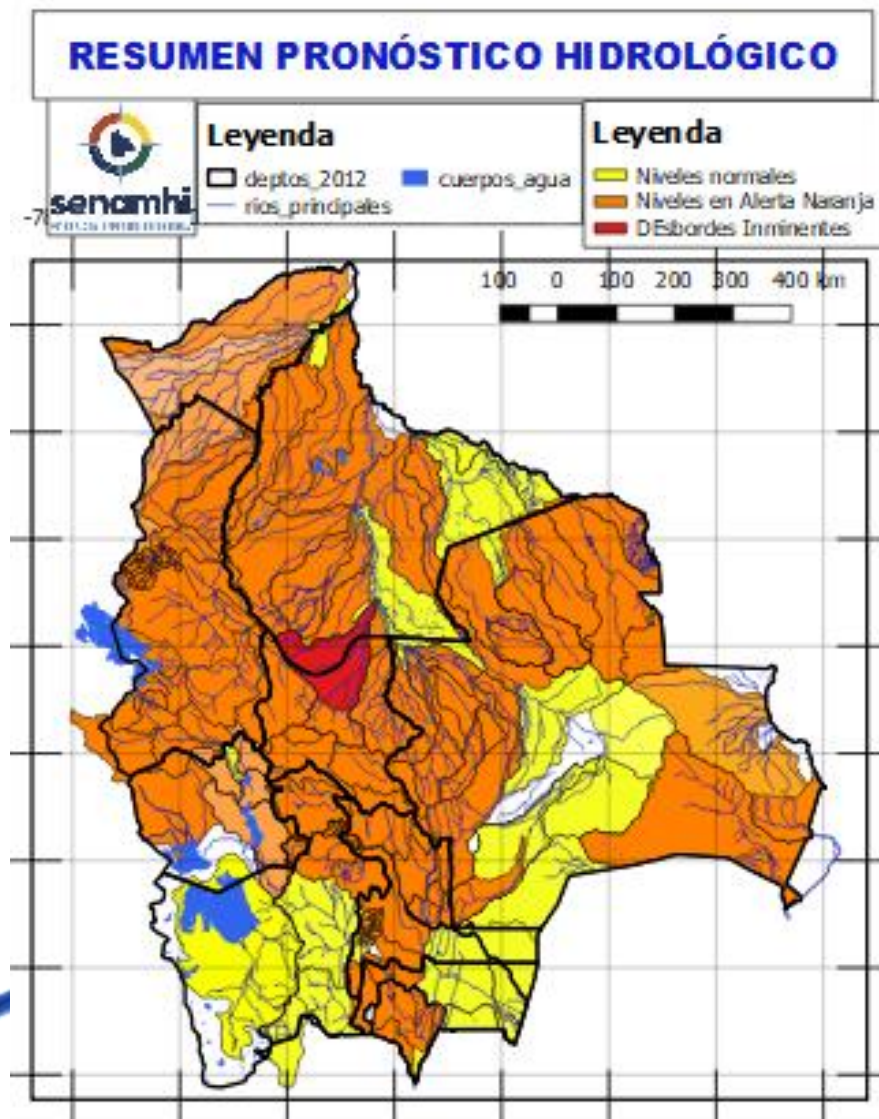 RESUMEN PRONÓSTICO HIDROLÓGICO
senamhi
Leyenda
deptos_2012
cuerpos_agua
rios_principales
Leyenda
Niveles normales
Niveles en Alerta Naranja
DEsbordes Inminentes
100 0 100 200 300 400 km